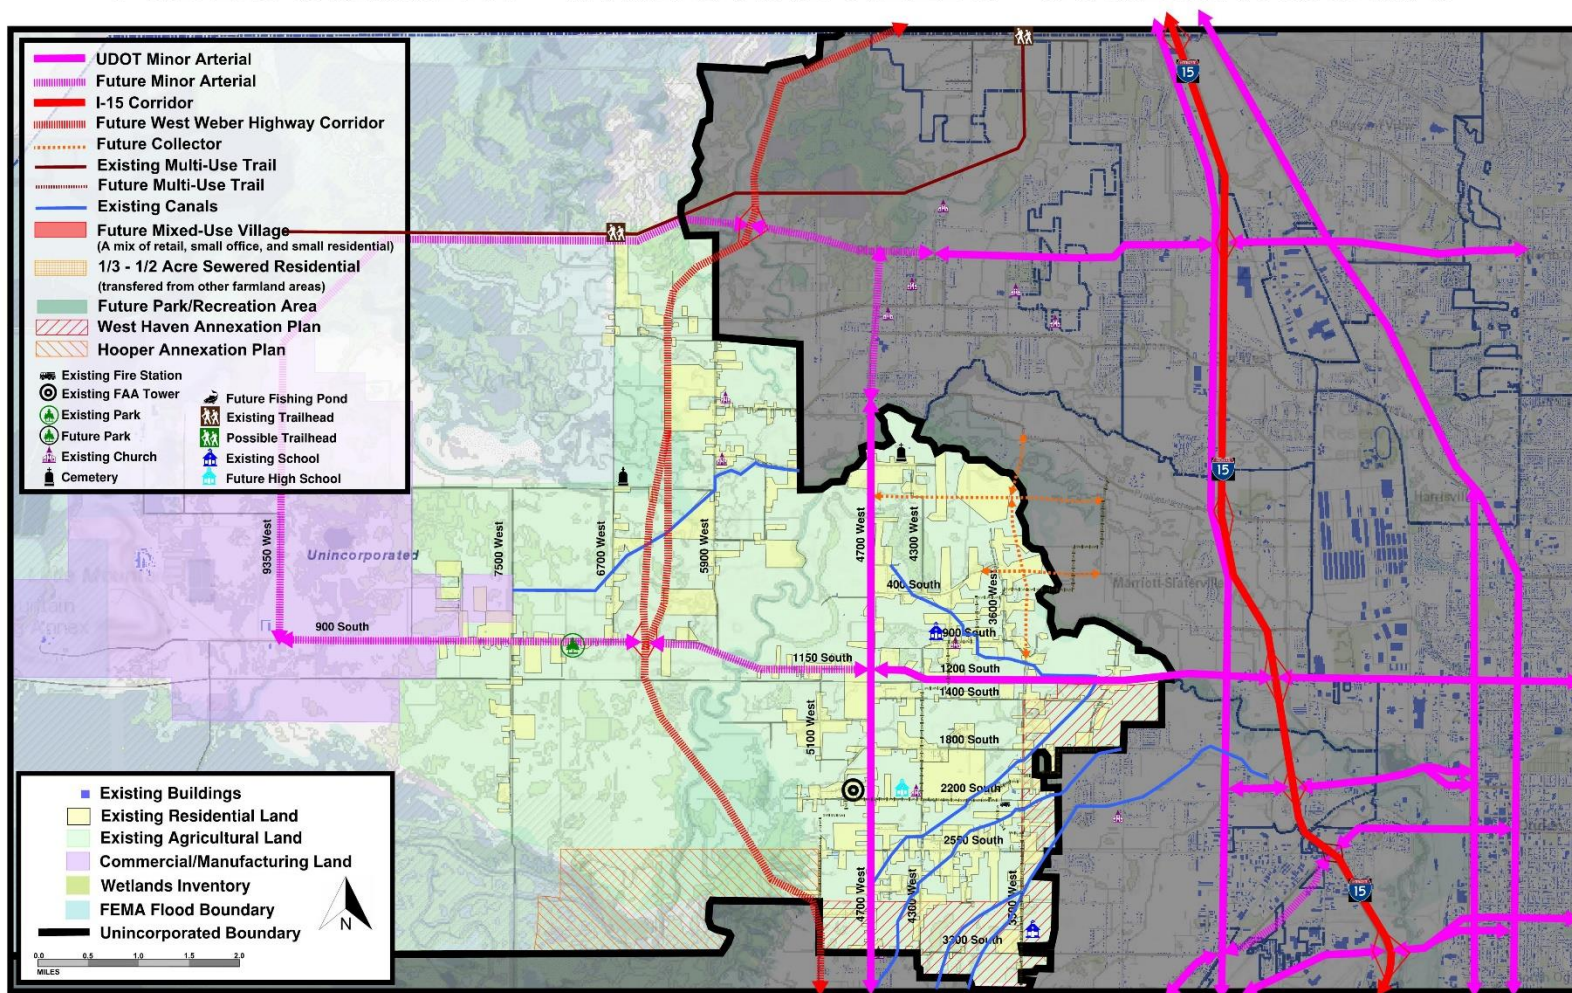 UDOT Minor Arterial
Future Minor Arterial
I-15 Corridor
Future West Weber Highway Corridor
Future Collector
Existing Multi-Use Trail
Future Multi-Use Trail
Existing Canals
Future Mixed-Use Village
(A mix of retail, small office, and small residential)
1/3 - 1/2 Acre Sewered Residential
(transfered from other farmland areas)
Future Park/Recreation Area
West Haven Annexation Plan
Hooper Annexation Plan
Existing Fire Station
Existing FAA Tower
Existing Park
Future Park
Existing Church
Cemetery
Future Fishing Pond
Existing Trailhead
Possible Trailhead
Existing School
Future High School
15
15
15
Unincorporated
Harrisville
Marriott-Slaterville
9350 West
7500 West
6700 West
5900 West
4700 West
4300 West
3600 West
400 South
900 South
900 South
1150 South
1200 South
1400 South
5100 West
1800 South
2200 South
2550 South
4700 West
4300 West
3500 West
3300 South
Existing Buildings
Existing Residential Land
Existing Agricultural Land
Commercial/Manufacturing Land
Wetlands Inventory
FEMA Flood Boundary
Unincorporated Boundary
N
0.0 0.5 1.0 1.5 2.0
MILES